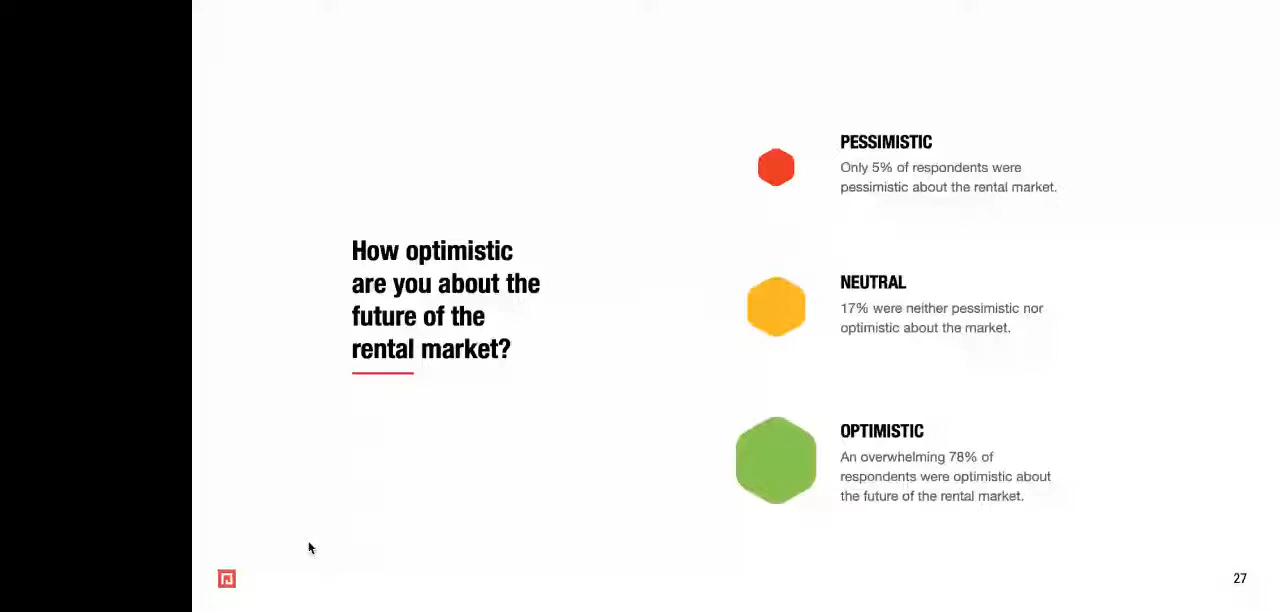 How optimistic
are you about the
future of the
rental market?
PESSIMISTIC
Only 5% of respondents were
pessimistic about the rental market.
NEUTRAL
17% were neither pessimistic nor
optimistic about the market.
OPTIMISTIC
An overwhelming 78% of
respondents were optimistic about
the future of the rental market.
27